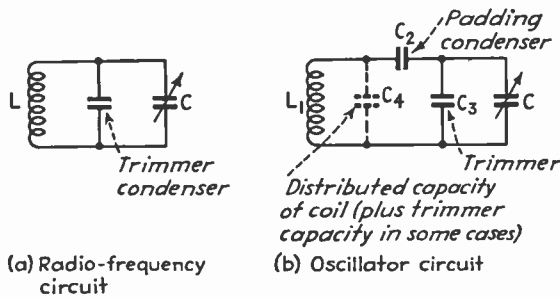 L
C
Trimmer
condenser
(a) Radio-frequency
circuit
Padding
condenser
C2
L1
C4
C3
C
Trimmer
Distributed capacity
of coil (plus trimmer
capacity in some cases)
(b) Oscillator circuit